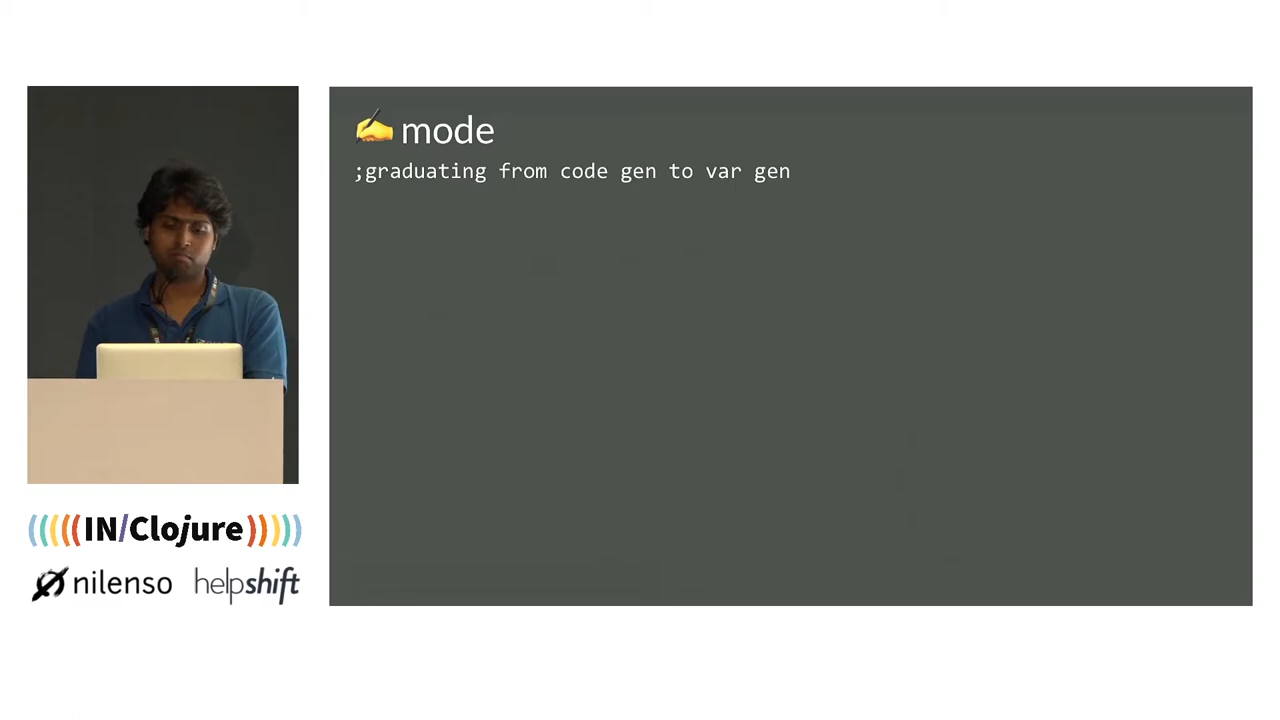 ✍ mode
;graduating from code gen to var gen
(((((IN/Clojure)))))
nilenso helpshift